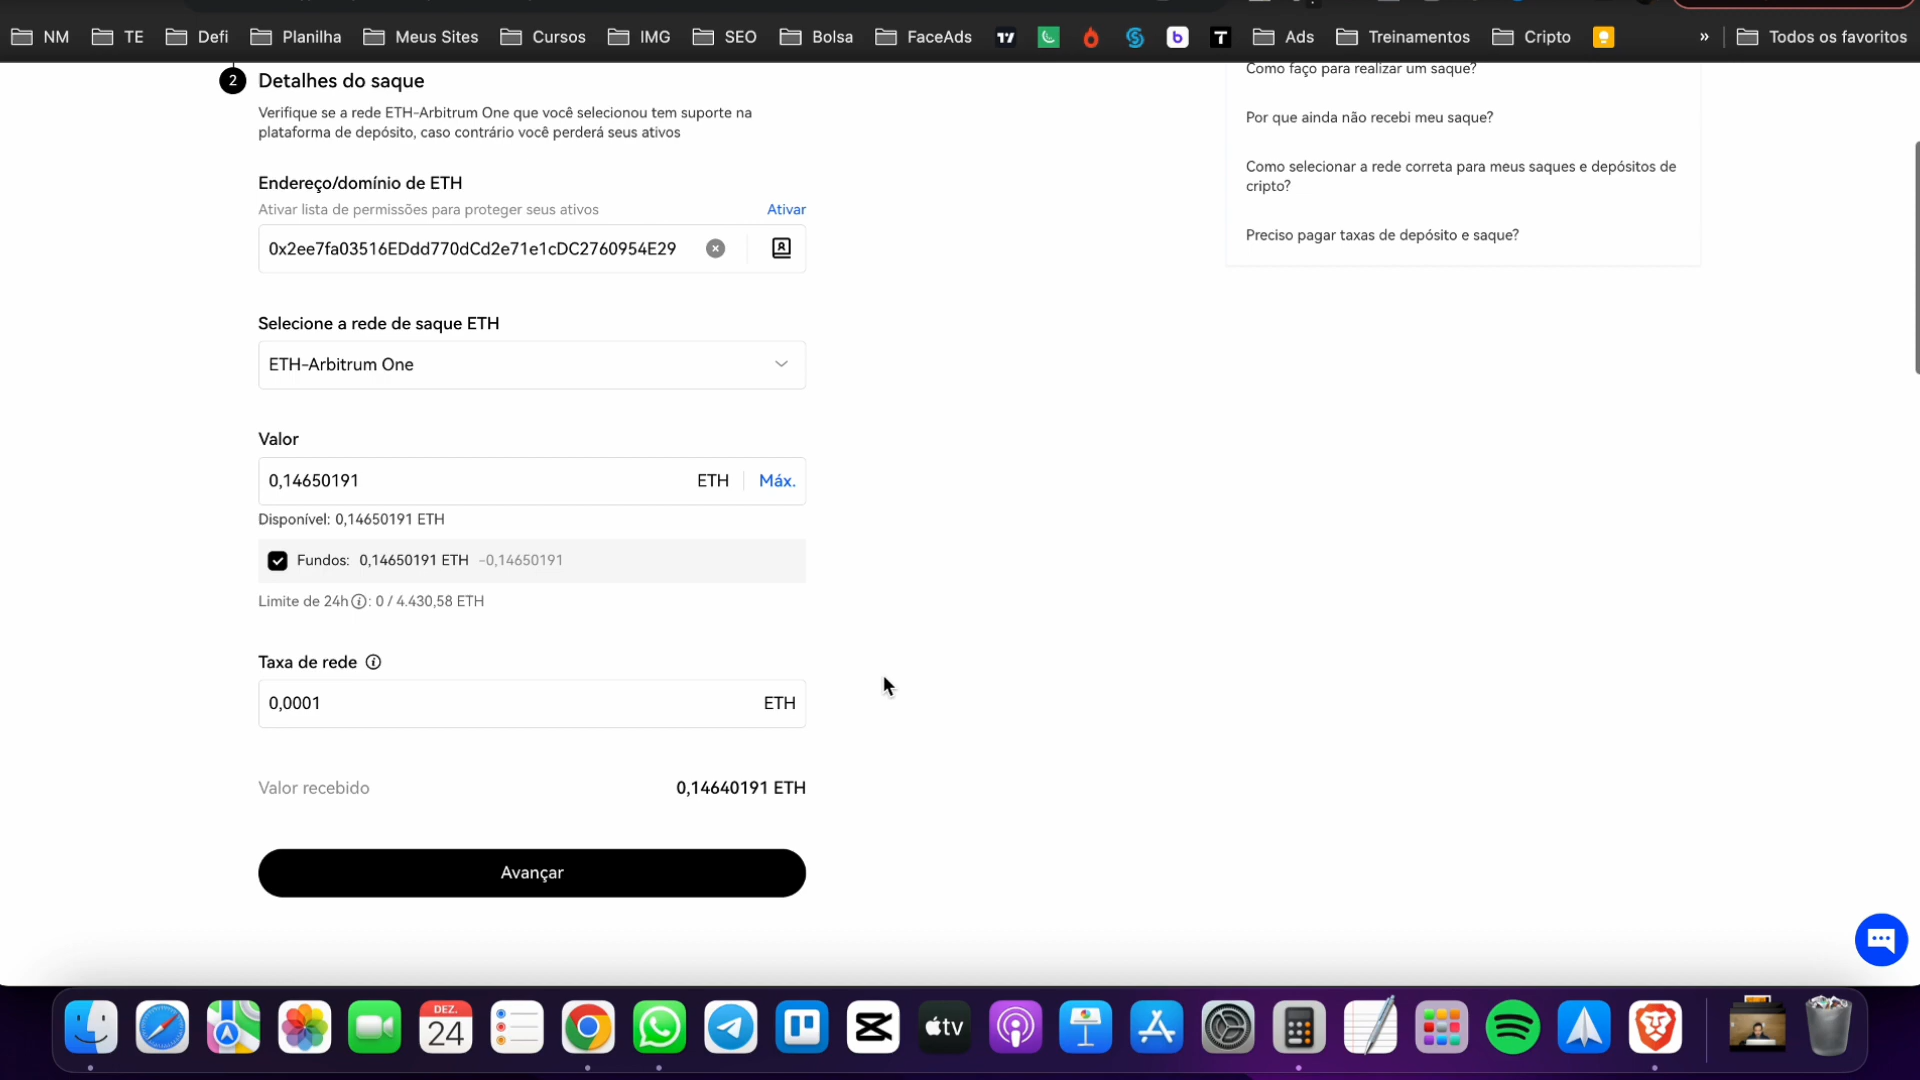 NM
TE
Defi
Planilha
Meus Sites
Cursos
IMG
SEO
Bolsa
FaceAds
Ads
Treinamentos
Cripto
»
Todos os favoritos
2
Detalhes do saque
Verifique se a rede ETH-Arbitrum One que você selecionou tem suporte na
plataforma de depósito, caso contrário você perderá seus ativos
Endereço/domínio de ETH
Ativar lista de permissões para proteger seus ativos
Ativar
0x2ee7fa03516EDdd770dCd2e71e1cDC2760954E29
Selecione a rede de saque ETH
ETH-Arbitrum One
Valor
0,14650191
ETH
Máx.
Disponível: 0,14650191 ETH
Fundos: 0,14650191 ETH -0,14650191
Limite de 24h : 0 / 4.430,58 ETH
Taxa de rede
0,0001
ETH
Valor recebido
0,14640191 ETH
Avançar
Como faço para realizar um saque?
Por que ainda não recebi meu saque?
Como selecionar a rede correta para meus saques e depósitos de
cripto?
Preciso pagar taxas de depósito e saque?
DEZ.
24
tv